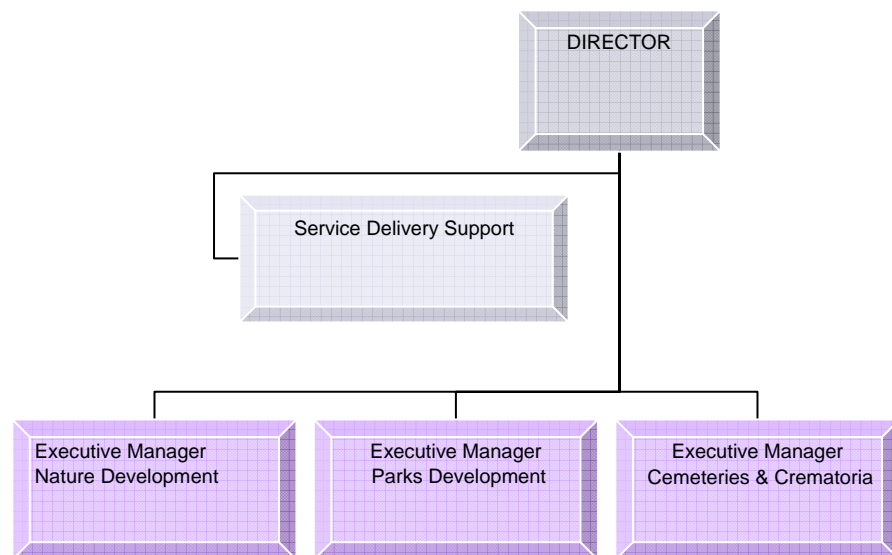 DIRECTOR
Service Delivery Support
Executive Manager
Nature Development
Executive Manager
Parks Development
Executive Manager
Cemeteries & Crematoria